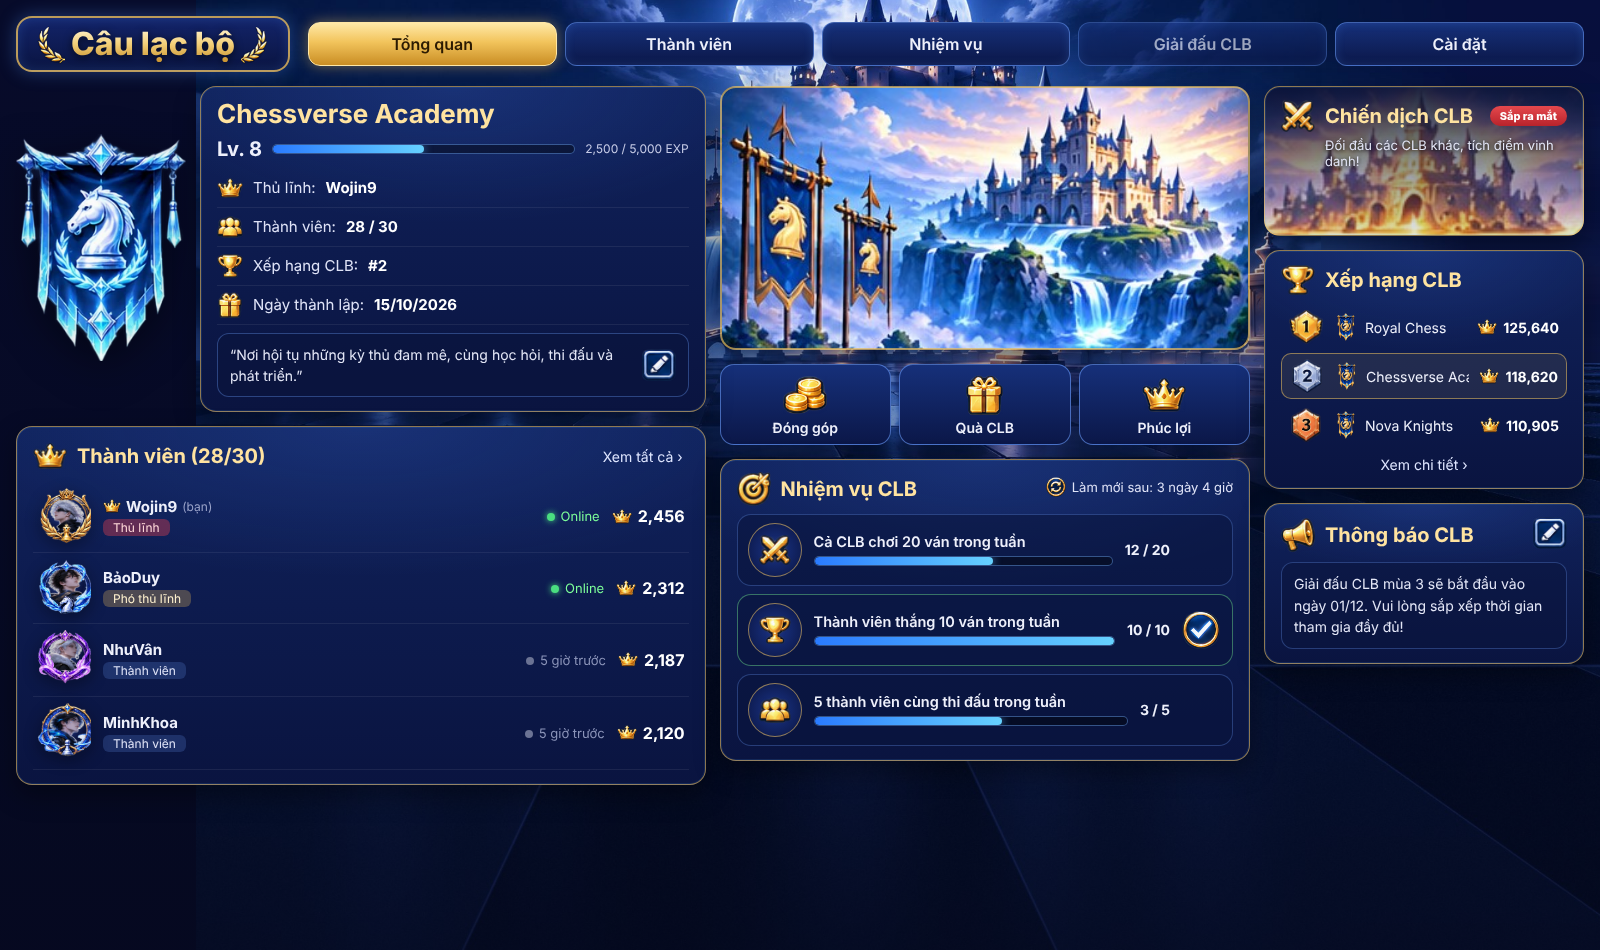 Câu lạc bộ
Tổng quan
Thành viên
Nhiệm vụ
Giải đấu CLB
Cài đặt
Chessverse Academy
Lv. 8
2,500 / 5,000 EXP
Thủ lĩnh: Wojin9
Thành viên: 28 / 30
Xếp hạng CLB: #2
Ngày thành lập: 15/10/2026
“Nơi hội tụ những kỳ thủ đam mê, cùng học hỏi, thi đấu và
phát triển.”
Thành viên (28/30)
Xem tất cả ›
Wojin9 (bạn)
Thủ lĩnh
Online
2,456
BảoDuy
Phó thủ lĩnh
Online
2,312
NhưVân
Thành viên
5 giờ trước
2,187
MinhKhoa
Thành viên
5 giờ trước
2,120
Đóng góp
Quà CLB
Phúc lợi
Nhiệm vụ CLB
Làm mới sau: 3 ngày 4 giờ
Cả CLB chơi 20 ván trong tuần
12 / 20
Thành viên thắng 10 ván trong tuần
10 / 10
5 thành viên cùng thi đấu trong tuần
3 / 5
Chiến dịch CLB
Sắp ra mắt
Đối đầu các CLB khác, tích điểm vinh
danh!
Xếp hạng CLB
1 Royal Chess 125,640
2 Chessverse Aca 118,620
3 Nova Knights 110,905
Xem chi tiết ›
Thông báo CLB
Giải đấu CLB mùa 3 sẽ bắt đầu vào
ngày 01/12. Vui lòng sắp xếp thời gian
tham gia đầy đủ!